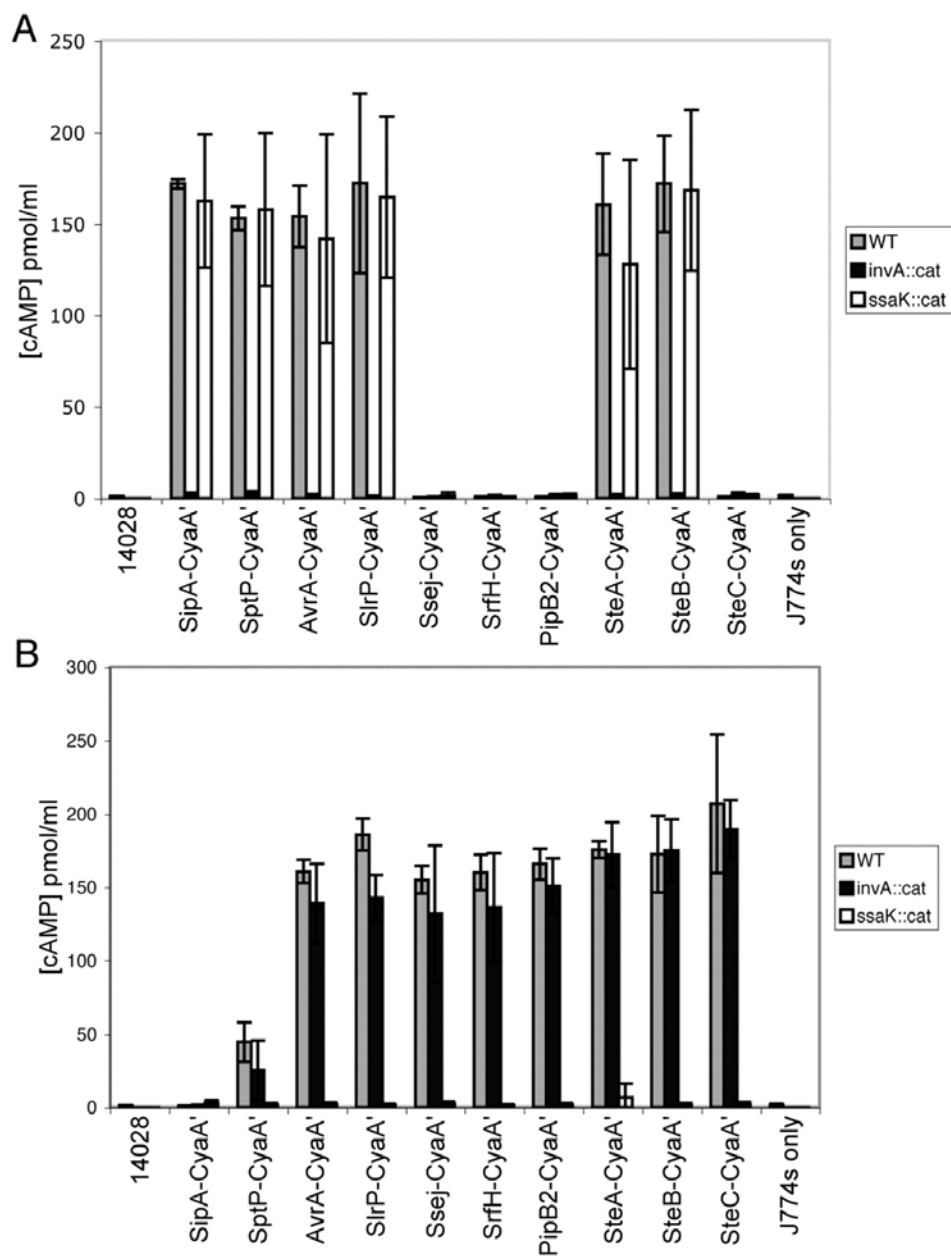 A
250
200
150
100
50
0
[cAMP] pmol/ml
WT
invA::cat
ssaK::cat
14028
SipA-CyaA'
SptP-CyaA'
AvrA-CyaA'
SlrP-CyaA'
Ssej-CyaA'
SrfH-CyaA'
PipB2-CyaA'
SteA-CyaA'
SteB-CyaA'
SteC-CyaA'
J774s only
B
300
250
200
150
100
50
0
[cAMP] pmol/ml
WT
invA::cat
ssaK::cat
14028
SipA-CyaA'
SptP-CyaA'
AvrA-CyaA'
SlrP-CyaA'
Ssej-CyaA'
SrfH-CyaA'
PipB2-CyaA'
SteA-CyaA'
SteB-CyaA'
SteC-CyaA'
J774s only